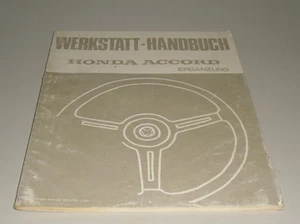 WERKSTATT-HANDBUCH
HONDA ACCORD
ERGÄNZUNG